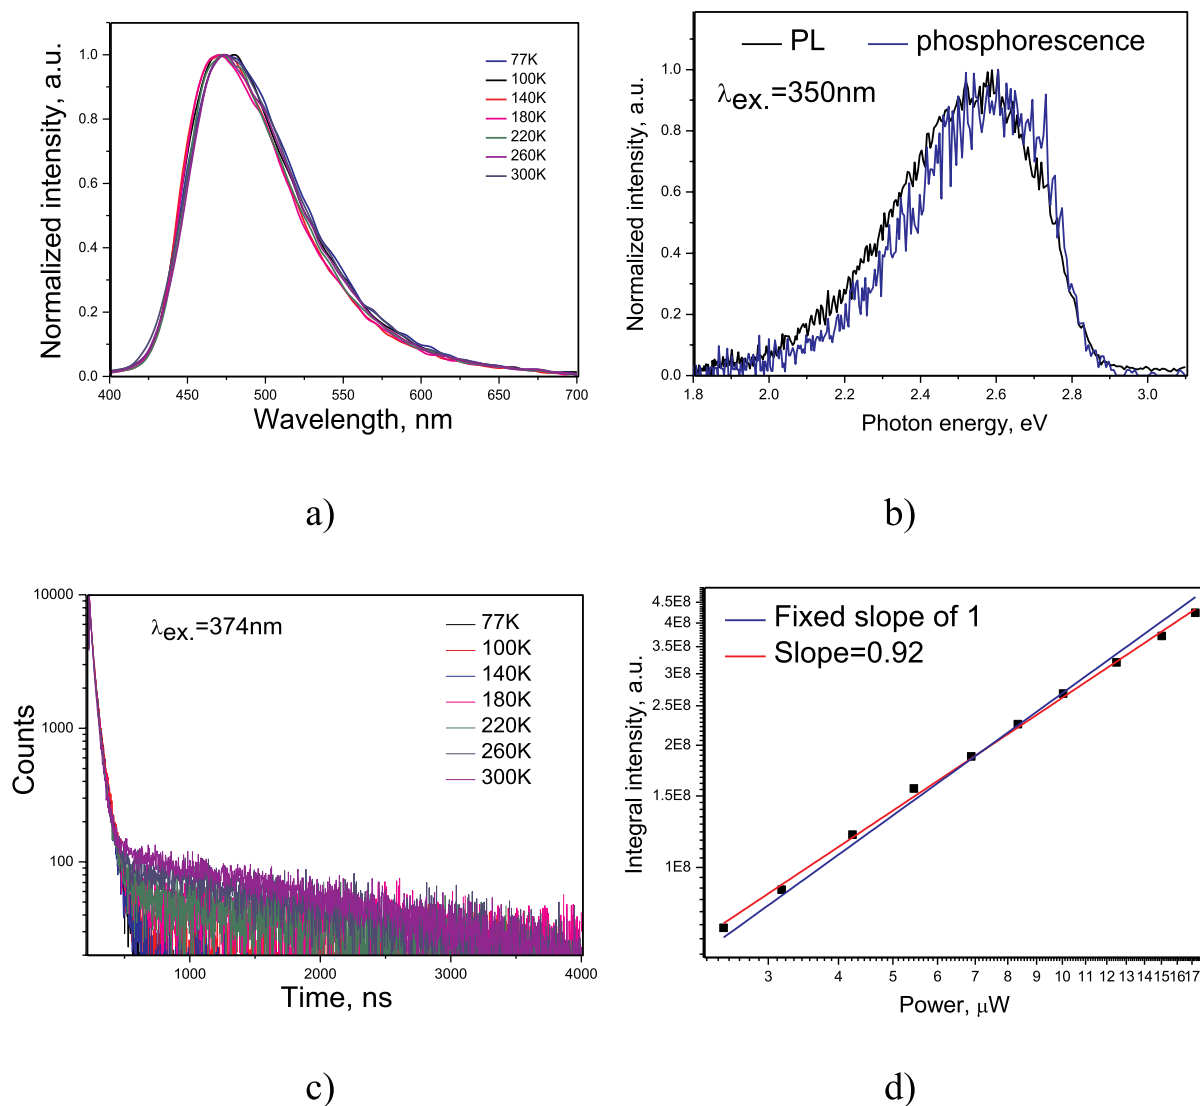 Normalized intensity, a.u.
1.0
0.8
0.6
0.4
0.2
0.0
400
450
500
550
600
650
700
Wavelength, nm
77K
100K
140K
180K
220K
260K
300K
a)
Normalized intensity, a.u.
1.0
0.8
0.6
0.4
0.2
0.0
1.8
2.0
2.2
2.4
2.6
2.8
3.0
Photon energy, eV
PL
phosphorescence
λex.=350nm
b)
Counts
10000
1000
100
1000
2000
3000
4000
Time, ns
λex.=374nm
77K
100K
140K
180K
220K
260K
300K
c)
Integral intensity, a.u.
4.5E8
4E8
3.5E8
3E8
2.5E8
2E8
1.5E8
1E8
3
4
5
6
7
8
9
10
11
12
13
14
15
16
17
Power, μW
Fixed slope of 1
Slope=0.92
d)